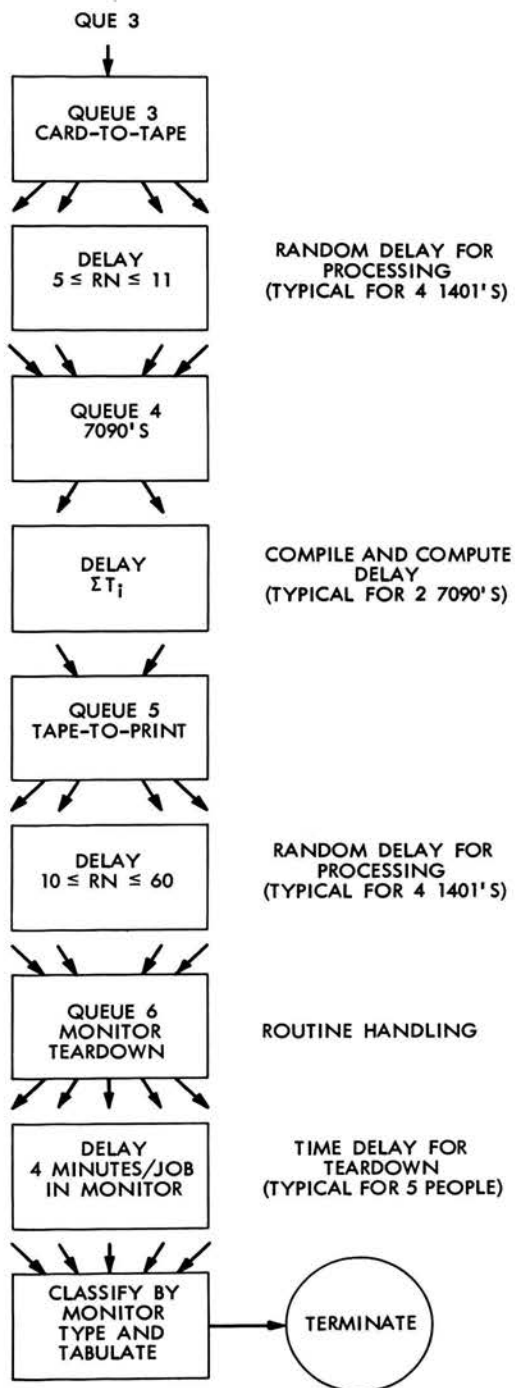 QUE 3
QUEUE 3
CARD-TO-TAPE
DELAY
5 ≤ RN ≤ 11
RANDOM DELAY FOR
PROCESSING
(TYPICAL FOR 4 1401'S)
QUEUE 4
7090'S
DELAY
ΣTi
COMPILE AND COMPUTE
DELAY
(TYPICAL FOR 2 7090'S)
QUEUE 5
TAPE-TO-PRINT
DELAY
10 ≤ RN ≤ 60
RANDOM DELAY FOR
PROCESSING
(TYPICAL FOR 4 1401'S)
QUEUE 6
MONITOR
TEARDOWN
ROUTINE HANDLING
DELAY
4 MINUTES/JOB
IN MONITOR
TIME DELAY FOR
TEARDOWN
(TYPICAL FOR 5 PEOPLE)
CLASSIFY BY
MONITOR
TYPE AND
TABULATE
TERMINATE